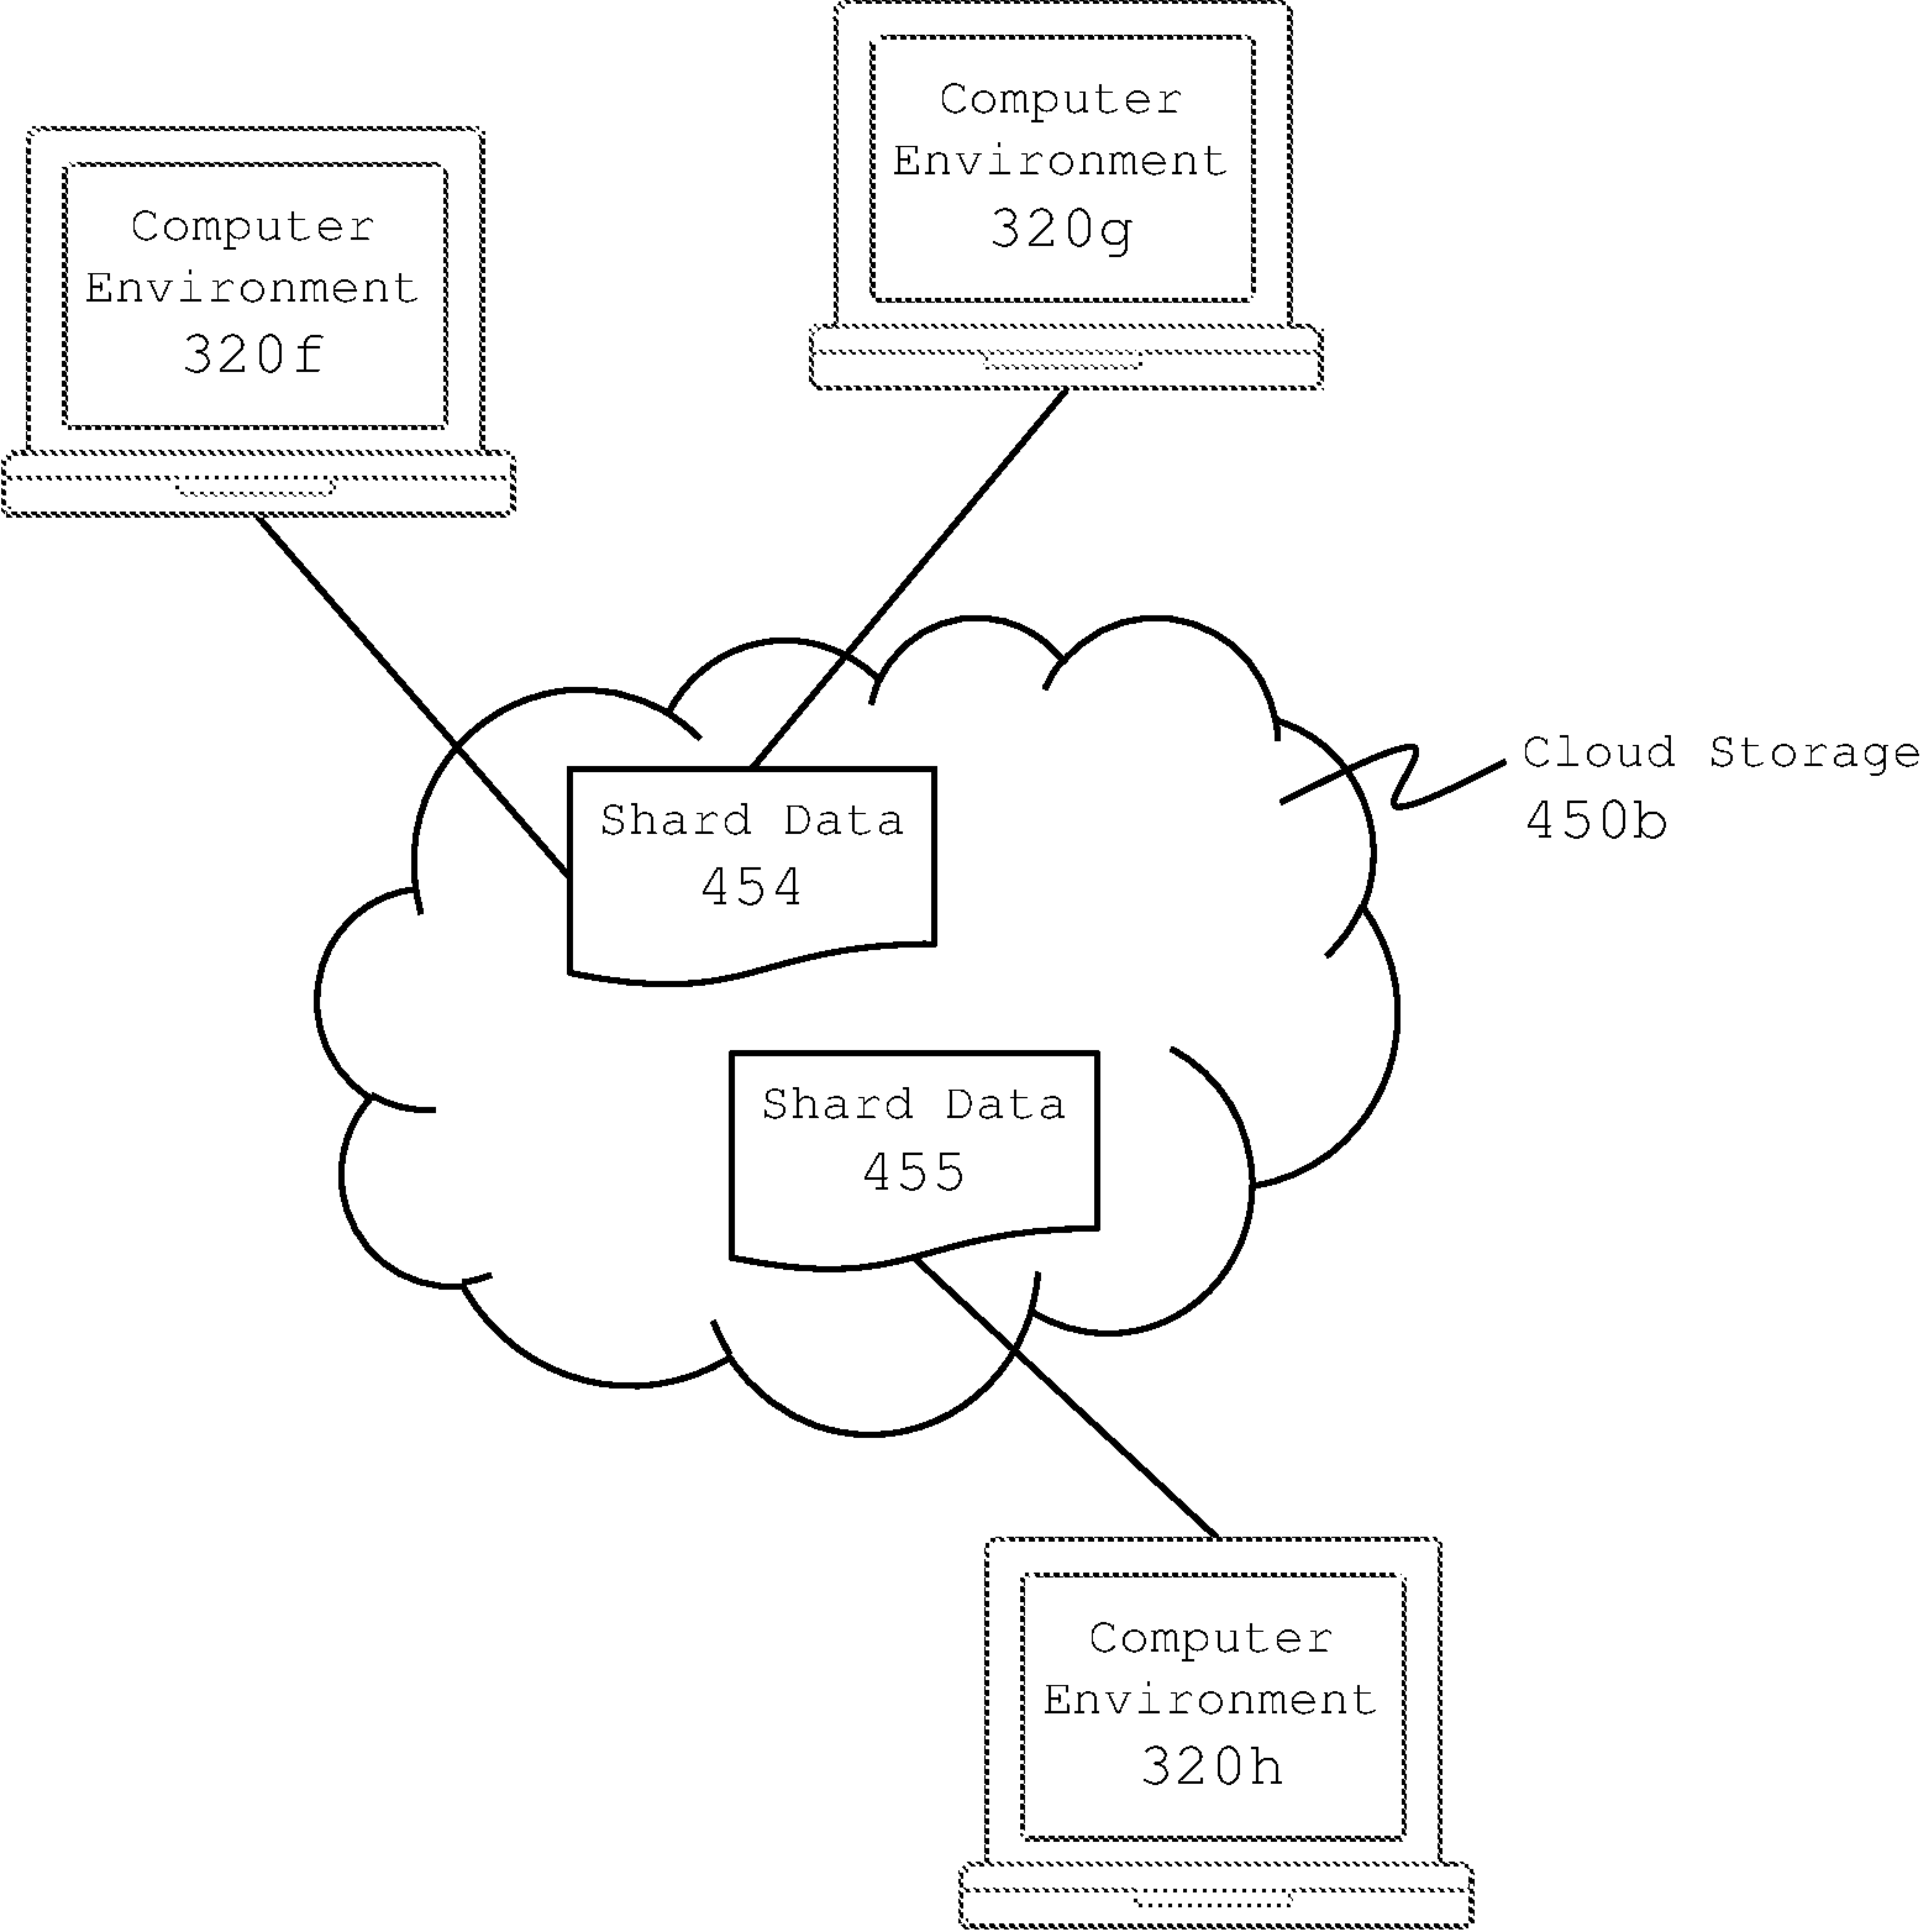 Computer
Environment
320g
Computer
Environment
320f
Cloud Storage
450b
Shard Data
454
Shard Data
455
Computer
Environment
320h